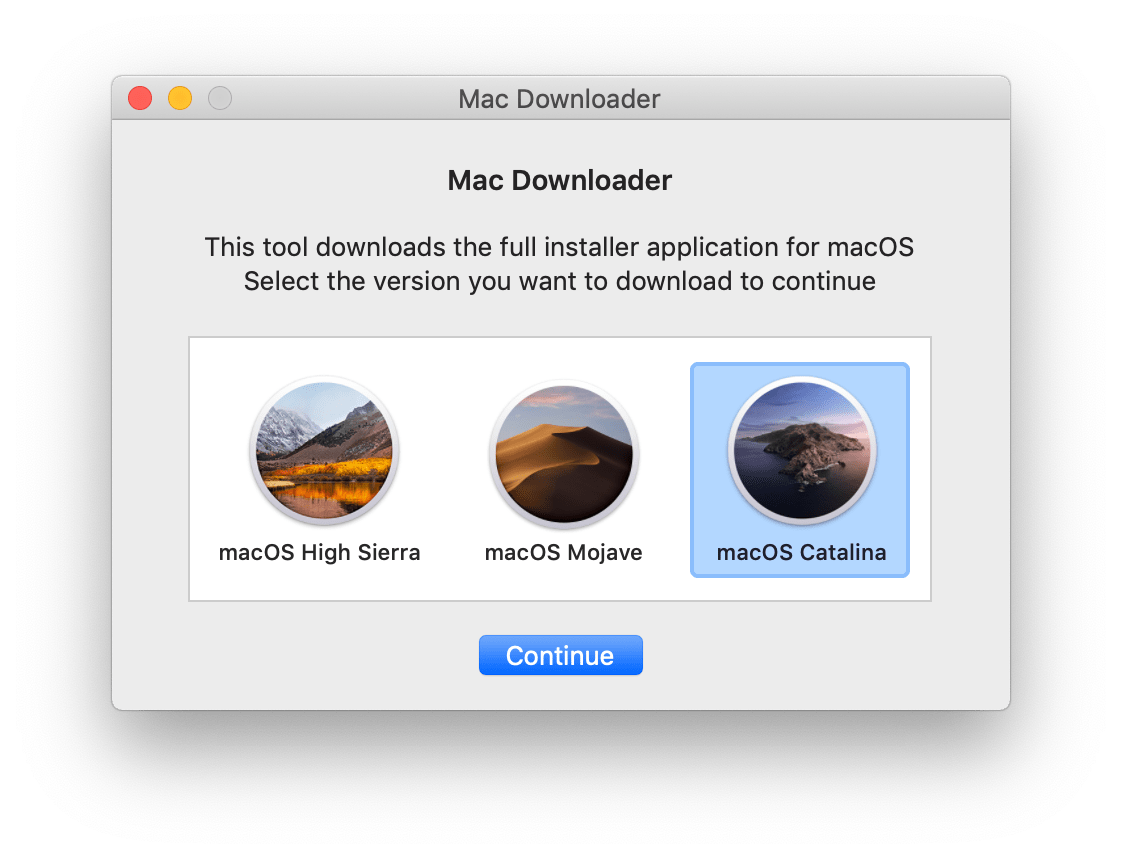 Mac Downloader
Mac Downloader
This tool downloads the full installer application for macOS
Select the version you want to download to continue
macOS High Sierra
macOS Mojave
macOS Catalina
Continue